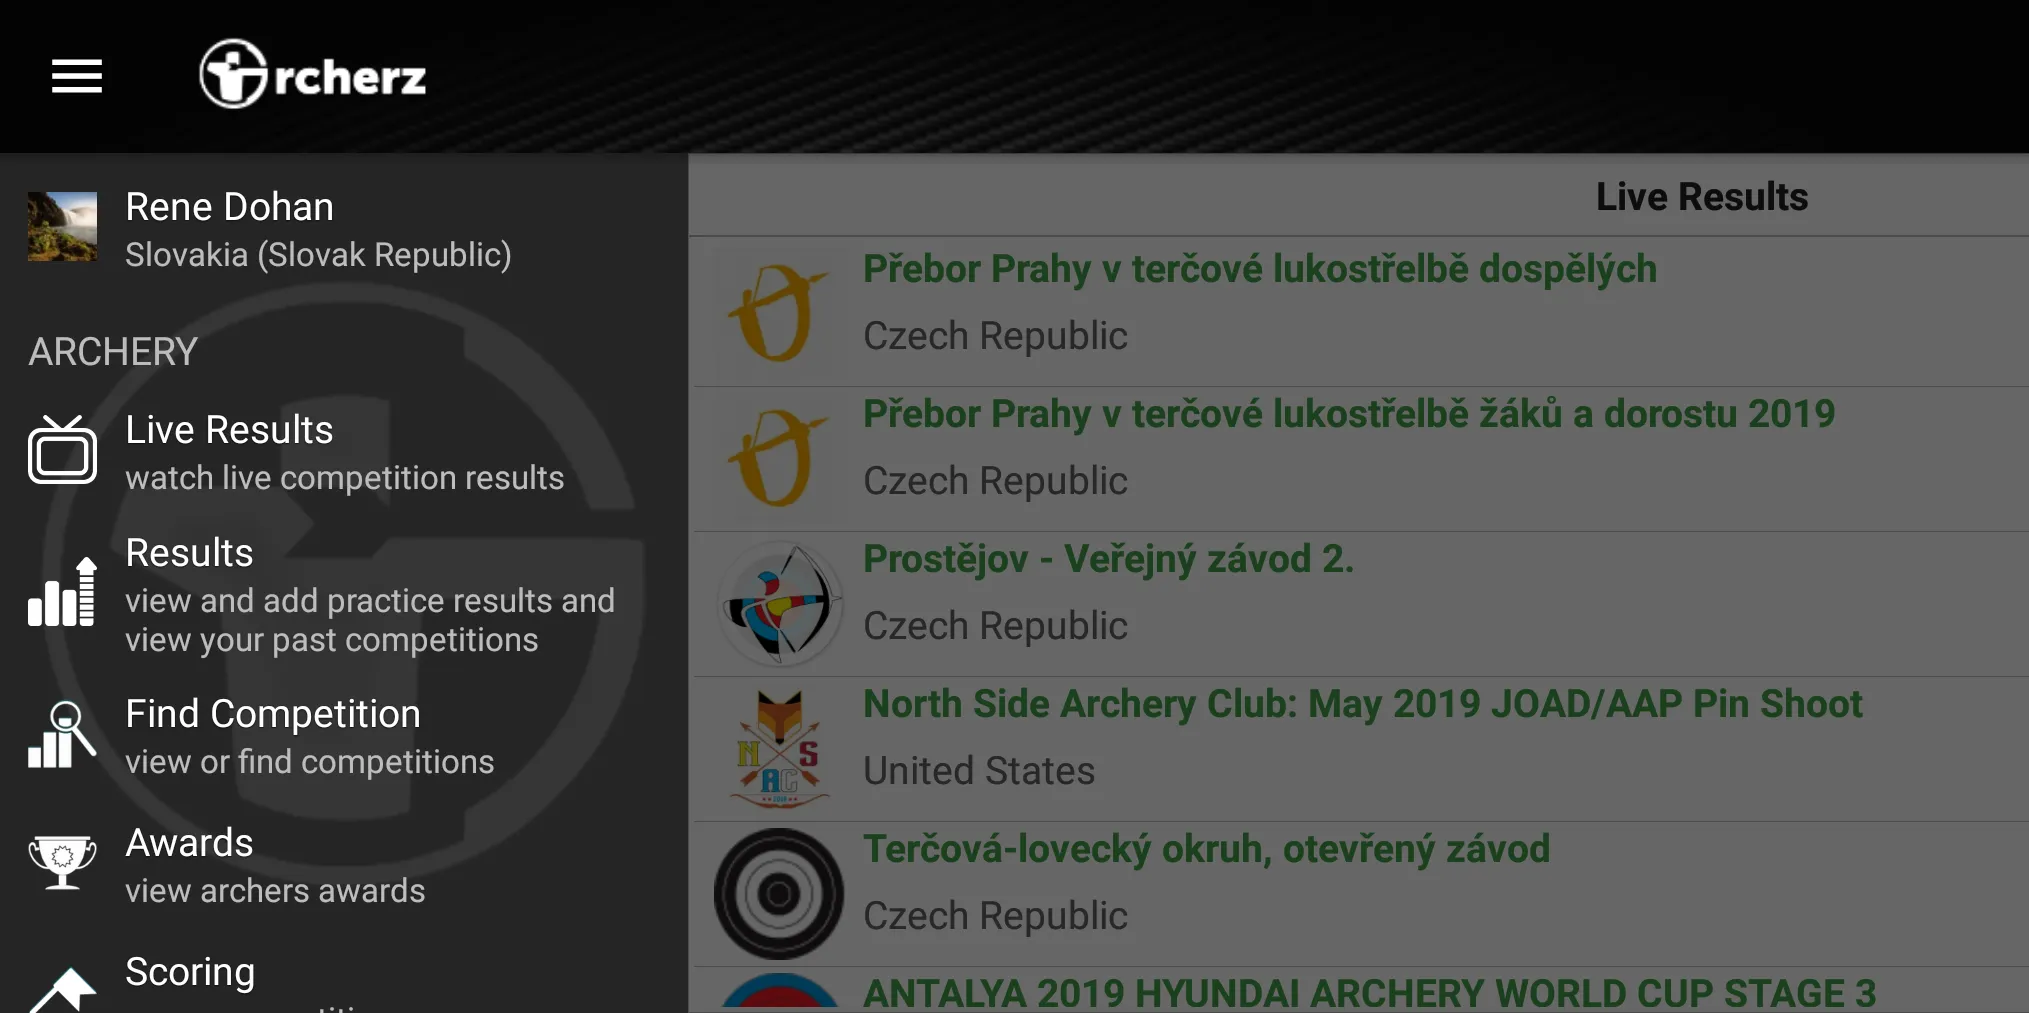 rcherz
Rene Dohan
Slovakia (Slovak Republic)
ARCHERY
Live Results
watch live competition results
Results
view and add practice results and
view your past competitions
Find Competition
view or find competitions
Awards
view archers awards
Scoring
Live Results
Přebor Prahy v terčové lukostřelbě dospělých
Czech Republic
Přebor Prahy v terčové lukostřelbě žáků a dorostu 2019
Czech Republic
Prostějov - Veřejný závod 2.
Czech Republic
N S
AC
North Side Archery Club: May 2019 JOAD/AAP Pin Shoot
United States
Terčová-lovecký okruh, otevřený závod
Czech Republic
ANTALYA 2019 HYUNDAI ARCHERY WORLD CUP STAGE 3